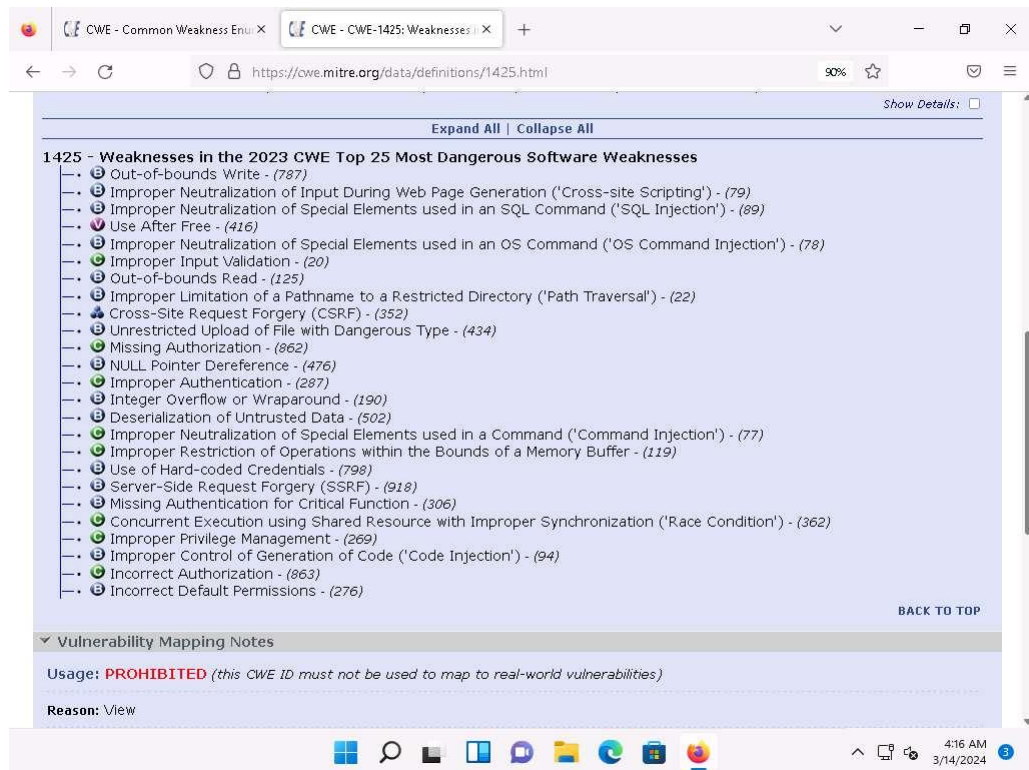 CWE - Common Weakness Enu
CWE - CWE-1425: Weaknesses i
https://cwe.mitre.org/data/definitions/1425.html
90%
Show Details:
Expand All | Collapse All
1425 - Weaknesses in the 2023 CWE Top 25 Most Dangerous Software Weaknesses
B Out-of-bounds Write - (787)
B Improper Neutralization of Input During Web Page Generation ('Cross-site Scripting') - (79)
B Improper Neutralization of Special Elements used in an SQL Command ('SQL Injection') - (89)
V Use After Free - (416)
B Improper Neutralization of Special Elements used in an OS Command ('OS Command Injection') - (78)
C Improper Input Validation - (20)
B Out-of-bounds Read - (125)
B Improper Limitation of a Pathname to a Restricted Directory ('Path Traversal') - (22)
Cross-Site Request Forgery (CSRF) - (352)
B Unrestricted Upload of File with Dangerous Type - (434)
C Missing Authorization - (862)
B NULL Pointer Dereference - (476)
C Improper Authentication - (287)
B Integer Overflow or Wraparound - (190)
B Deserialization of Untrusted Data - (502)
C Improper Neutralization of Special Elements used in a Command ('Command Injection') - (77)
C Improper Restriction of Operations within the Bounds of a Memory Buffer - (119)
B Use of Hard-coded Credentials - (798)
B Server-Side Request Forgery (SSRF) - (918)
B Missing Authentication for Critical Function - (306)
C Concurrent Execution using Shared Resource with Improper Synchronization ('Race Condition') - (362)
C Improper Privilege Management - (269)
B Improper Control of Generation of Code ('Code Injection') - (94)
C Incorrect Authorization - (863)
B Incorrect Default Permissions - (276)
BACK TO TOP
Vulnerability Mapping Notes
Usage: PROHIBITED (this CWE ID must not be used to map to real-world vulnerabilities)
Reason: View
4:16 AM
3/14/2024
3